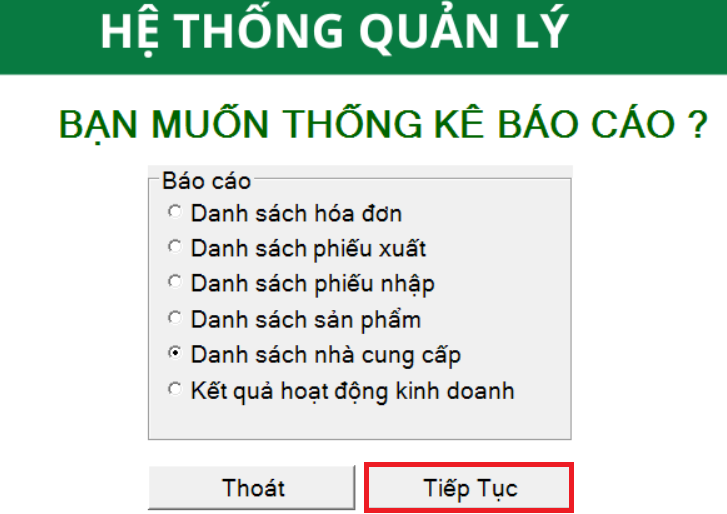 HỆ THỐNG QUẢN LÝ
BẠN MUỐN THỐNG KÊ BÁO CÁO ?
Báo cáo
Danh sách hóa đơn
Danh sách phiếu xuất
Danh sách phiếu nhập
Danh sách sản phẩm
Danh sách nhà cung cấp
Kết quả hoạt động kinh doanh
Thoát
Tiếp Tục